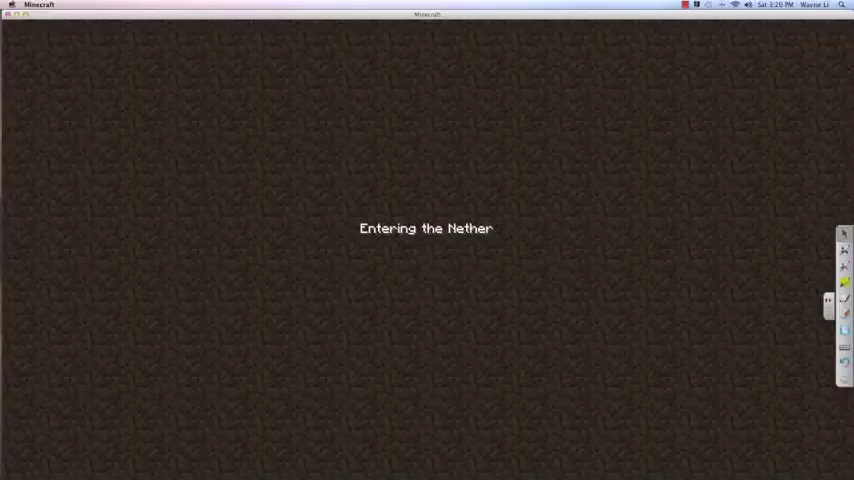 Minecraft
Sat 3:20 PM
Wayne Li
Minecraft
Entering the Nether